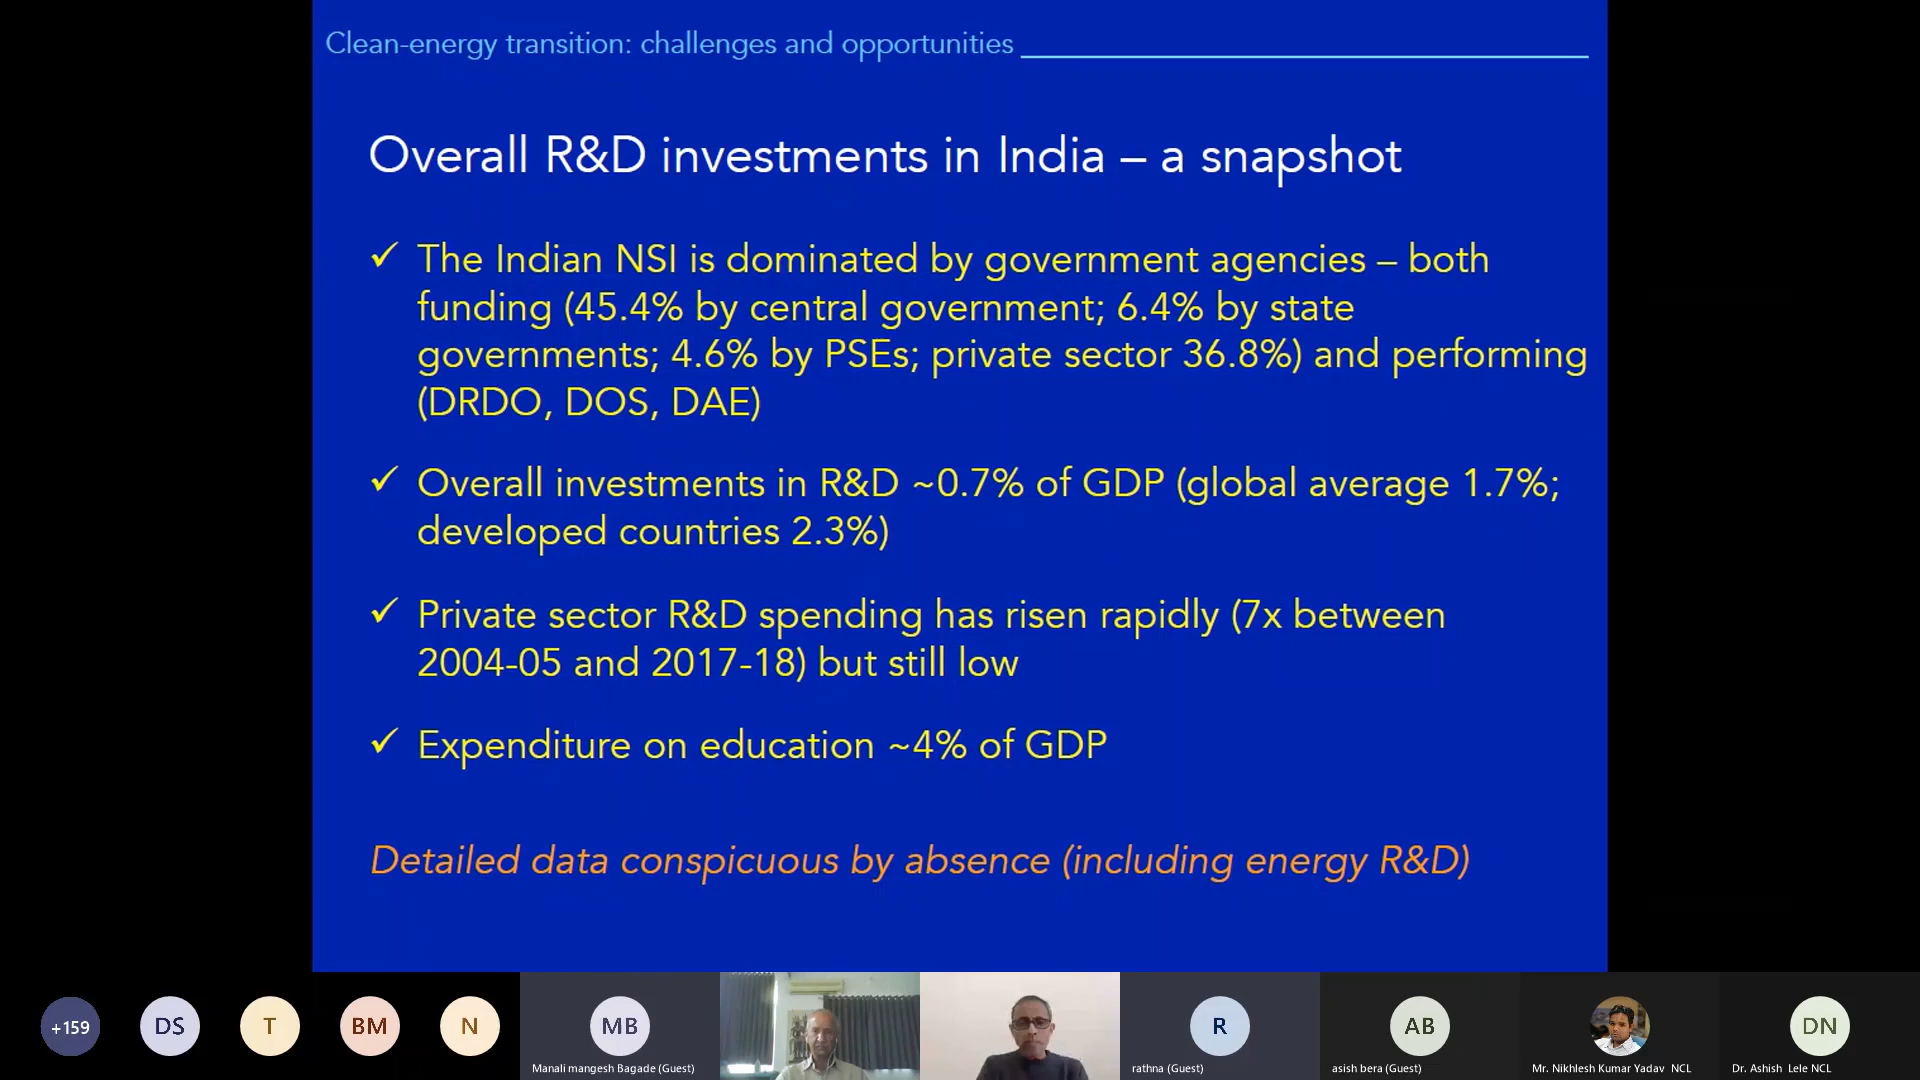 Clean-energy transition: challenges and opportunities
Overall R&D investments in India – a snapshot
✓ The Indian NSI is dominated by government agencies – both
funding (45.4% by central government; 6.4% by state
governments; 4.6% by PSEs; private sector 36.8%) and performing
(DRDO, DOS, DAE)
✓ Overall investments in R&D ~0.7% of GDP (global average 1.7%;
developed countries 2.3%)
✓ Private sector R&D spending has risen rapidly (7x between
2004-05 and 2017-18) but still low
✓ Expenditure on education ~4% of GDP
Detailed data conspicuous by absence (including energy R&D)
+159
DS
T
BM
N
MB
R
AB
DN
Manali mangesh Bagade (Guest)
rathna (Guest)
asish bera (Guest)
Mr. Nikhlesh Kumar Yadav NCL
Dr. Ashish Lele NCL